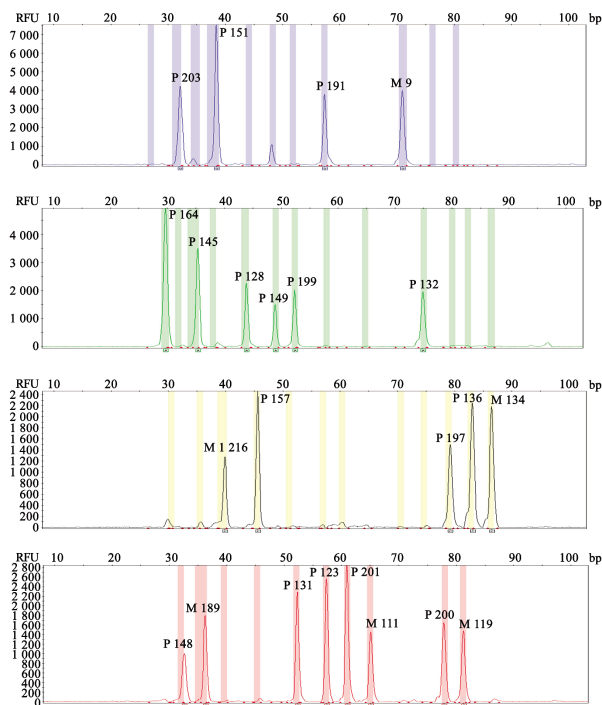 RFU 10 20 30 40 50 60 70 80 90 100 bp
7 000
6 000
5 000
4 000
3 000
2 000
1 000
0
P 151
P 203
P 191
M 9
RFU 10 20 30 40 50 60 70 80 90 100 bp
4 000
3 000
2 000
1 000
0
P 164
P 145
P 128
P 149
P 199
P 132
RFU 10 20 30 40 50 60 70 80 90 100 bp
2 400
2 200
2 000
1 800
1 600
1 400
1 200
1 000
800
600
400
200
0
P 157
M 1 216
P 197
P 136
M 134
RFU 10 20 30 40 50 60 70 80 90 100 bp
2 800
2 600
2 400
2 200
2 000
1 800
1 600
1 400
1 200
1 000
800
600
400
200
0
P 148
M 189
P 131
P 123
P 201
M 111
P 200
M 119